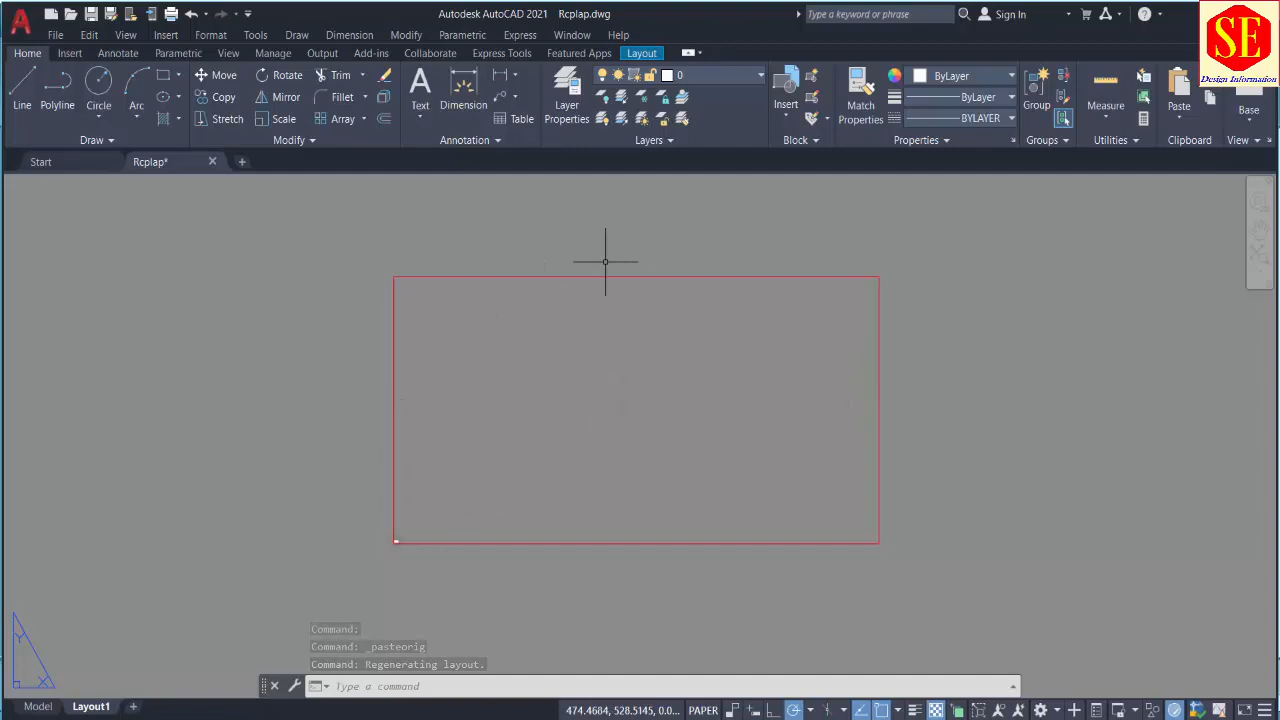 Autodesk AutoCAD 2021 Rcplap.dwg
Type a keyword or phrase
Sign In
SE
Design Information
File Edit View Insert Format Tools Draw Dimension Modify Parametric Express Window Help
Home Insert Annotate Parametric View Manage Output Add-ins Collaborate Express Tools Featured Apps Layout
Line Polyline Circle Arc
Move Rotate Trim
Copy Mirror Fillet
Stretch Scale Array
Text Dimension
Table
Layer Properties
0
Insert
Match Properties
ByLayer
ByLayer
BYLAYER
Group
Measure
Paste
Base
Draw Modify Annotation Layers Block Properties Groups Utilities Clipboard View
Start Rcplap*
Y
X
Command:
Command: _pasteorig
Command: Regenerating layout.
Type a command
Model Layout1
474.4684, 528.5145, 0.0... PAPER